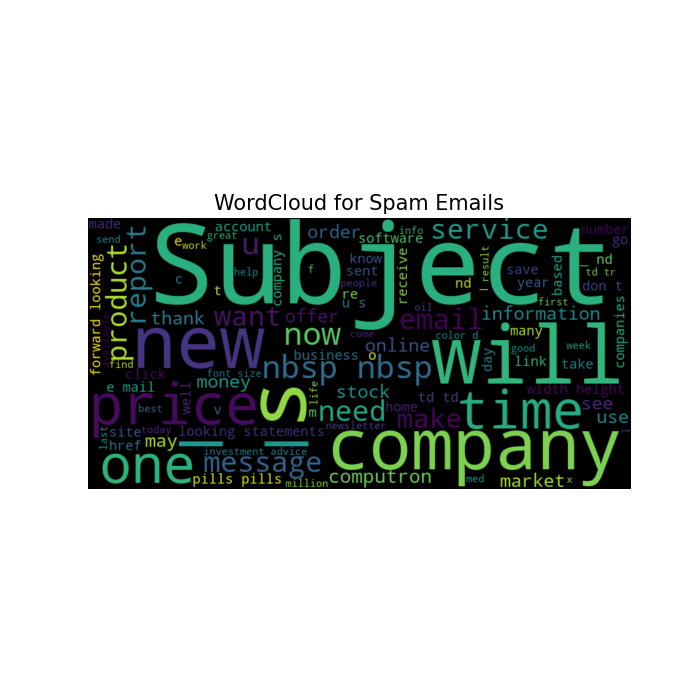 WordCloud for Spam Emails
made
send
e
work
great
account
company s
order
software
info
know
sent
receive
service
number
go
nd
td tr
Subject
report
product
forward looking
available
find
u
c
t
help
f
people
re
u s
nd
l result
save
year
first
based
don t
companies
thank
want
offer
now
oil
email
information
many
come
color d
good
week
new
nbsp nbsp
business
o
online
day
link
take
will
click
font size
money
well
life
m
stock
home
td td
width height
e mail
best
v
price
s
need
make
time
see
use
l
last
site
today
looking statements
newsletter
href
may
_ _
investment advice
company
one
message
pills pills
million
computron
med
market
x